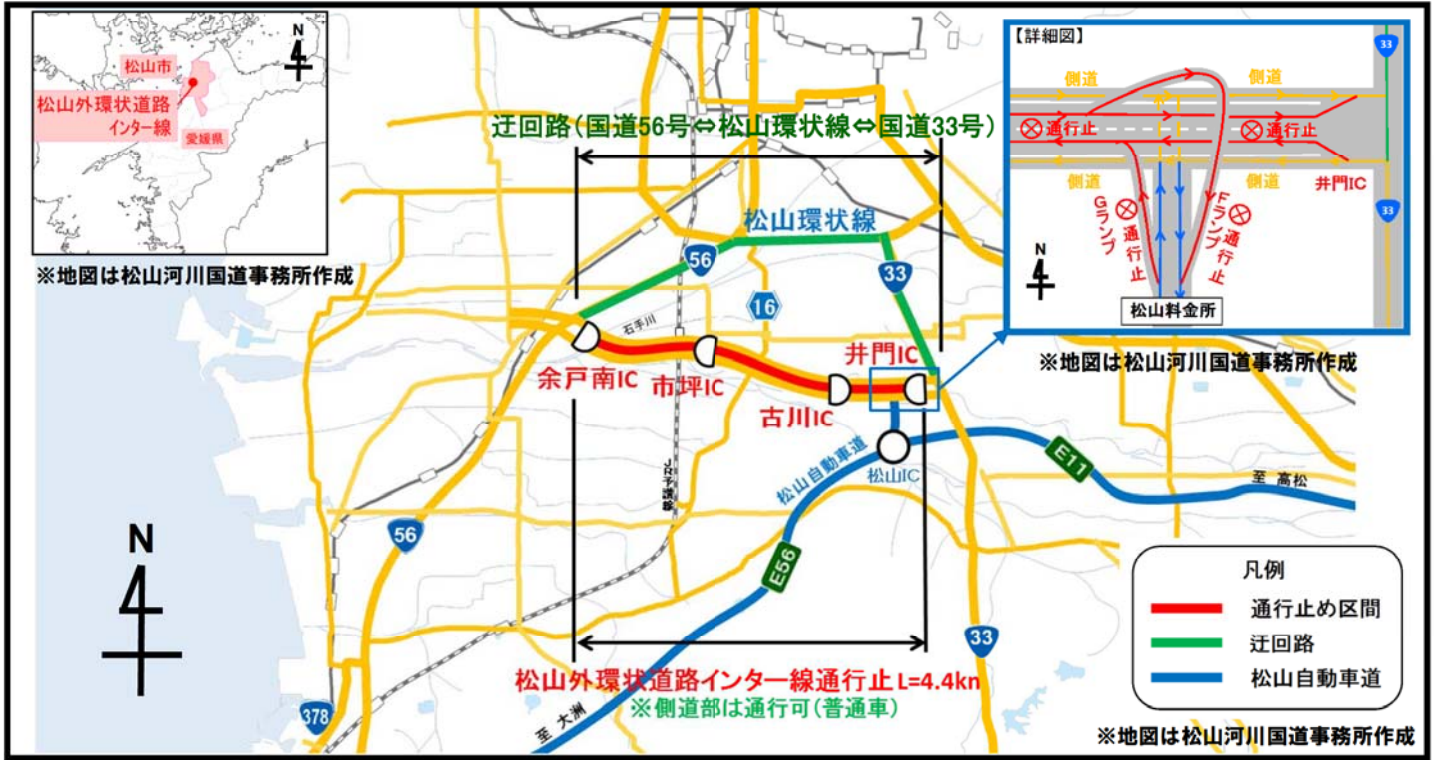 N
松山市
松山外環状道路
インター線
愛媛県
※地図は松山河川国道事務所作成
迂回路(国道56号⇔松山環状線⇔国道33号)
松山環状線
56
33
16
石手川
余戸南IC
市坪IC
古川IC
井門IC
JR予讃線
松山自動車道
松山IC
E11
至 高松
E56
56
33
378
至 大洲
N
松山外環状道路インター線通行止 L=4.4kn
※側道部は通行可(普通車)
【詳細図】
33
側道
側道
通行止
通行止
側道
側道
井門IC
Gランプ
通行止
Fランプ
通行止
33
N
松山料金所
※地図は松山河川国道事務所作成
凡例
通行止め区間
迂回路
松山自動車道
※地図は松山河川国道事務所作成